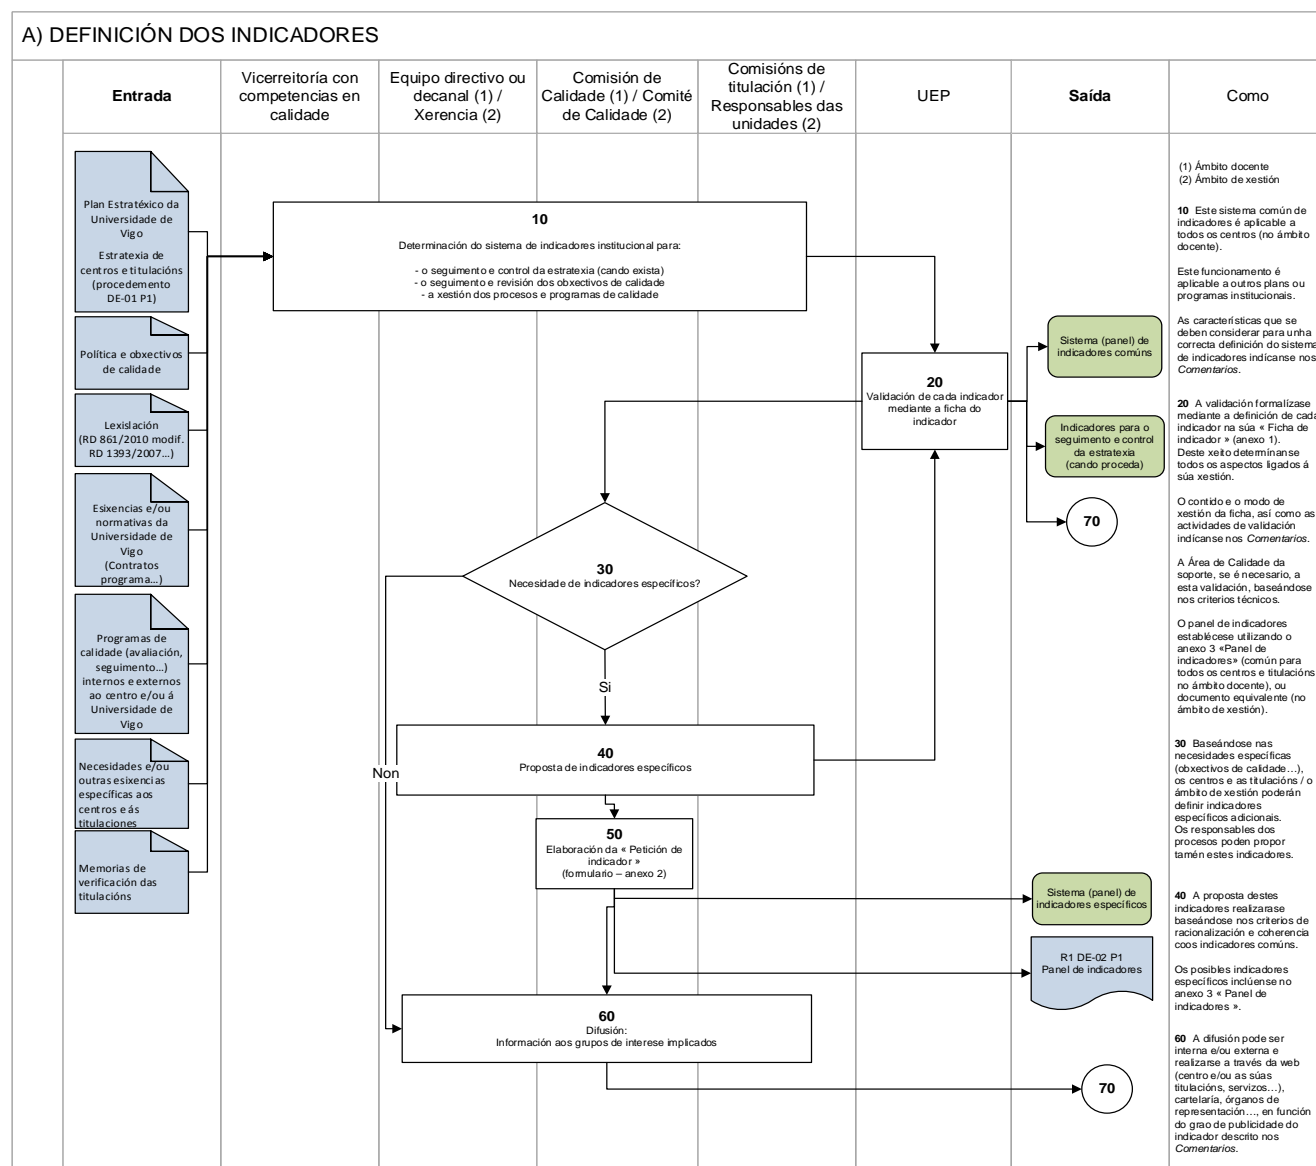 A) DEFINICIÓN DOS INDICADORES
Entrada
Vicerreitoría con
competencias en
calidade
Equipo directivo ou
decanal (1) /
Xerencia (2)
Comisión de
Calidade (1) / Comité
de Calidade (2)
Comisións de
titulación (1) /
Responsables das
unidades (2)
UEP
Saída
Como
Plan Estratéxico da
Universidade de
Vigo
Estratexia de
centros e titulacións
(procedemento
DE-01 P1)
Política e obxectivos
de calidade
Lexislación
(RD 861/2010 modif.
RD 1393/2007...)
Esixencias e/ou
normativas da
Universidade de
Vigo
(Contratos
programa...)
Programas de
calidade (avaliación,
seguimento...)
internos e externos
ao centro e/ou á
Universidade de
Vigo
Necesidades e/ou
outras esixencias
específicas aos
centros e ás
titulaciones
Memorias de
verificación das
titulacións
10
Determinación do sistema de indicadores institucional para:
- o seguimento e control da estratexia (cando exista)
- o seguimento e revisión dos obxectivos de calidade
- a xestión dos procesos e programas de calidade
20
Validación de cada indicador
mediante a ficha do
indicador
30
Necesidade de indicadores específicos?
Si
Non
40
Proposta de indicadores específicos
50
Elaboración da « Petición de
indicador »
(formulario – anexo 2)
60
Difusión:
Información aos grupos de interese implicados
Sistema (panel) de
indicadores comúns
Indicadores para o
seguimento e control
da estratexia
(cando proceda)
70
Sistema (panel) de
indicadores específicos
R1 DE-02 P1
Panel de indicadores
70
(1) Ámbito docente
(2) Ámbito de xestión
10 Este sistema común de
indicadores é aplicable a
todos os centros (no ámbito
docente).
Este funcionamento é
aplicable a outros plans ou
programas institucionais.
As características que se
deben considerar para unha
correcta definición do sistema
de indicadores indícanse nos
Comentarios.
20 A validación formalízase
mediante a definición de cada
indicador na súa « Ficha de
indicador » (anexo 1).
Deste xeito determínanse
todos os aspectos ligados á
súa xestión.
O contido e o modo de
xestión da ficha, así como as
actividades de validación
indícanse nos Comentarios.
A Área de Calidade da
soporte, se é necesario, a
esta validación, baseándose
nos criterios técnicos.
O panel de indicadores
establécese utilizando o
anexo 3 «Panel de
indicadores» (común para
todos os centros e titulacións
no ámbito docente), ou
documento equivalente (no
ámbito de xestión).
30 Baseándose nas
necesidades específicas
(obxectivos de calidade...),
os centros e as titulacións / o
ámbito de xestión poderán
definir indicadores
específicos adicionais.
Os responsables dos
procesos poden propor
tamén estes indicadores.
40 A proposta destes
indicadores realizarase
baseándose nos criterios de
racionalización e coherencia
coos indicadores comúns.
Os posibles indicadores
específicos inclúense no
anexo 3 « Panel de
indicadores ».
60 A difusión pode ser
interna e/ou externa e
realizarse a través da web
(centro e/ou as súas
titulacións, servizos...),
cartelaría, órganos de
representación..., en función
do grao de publicidade do
indicador descrito nos
Comentarios.